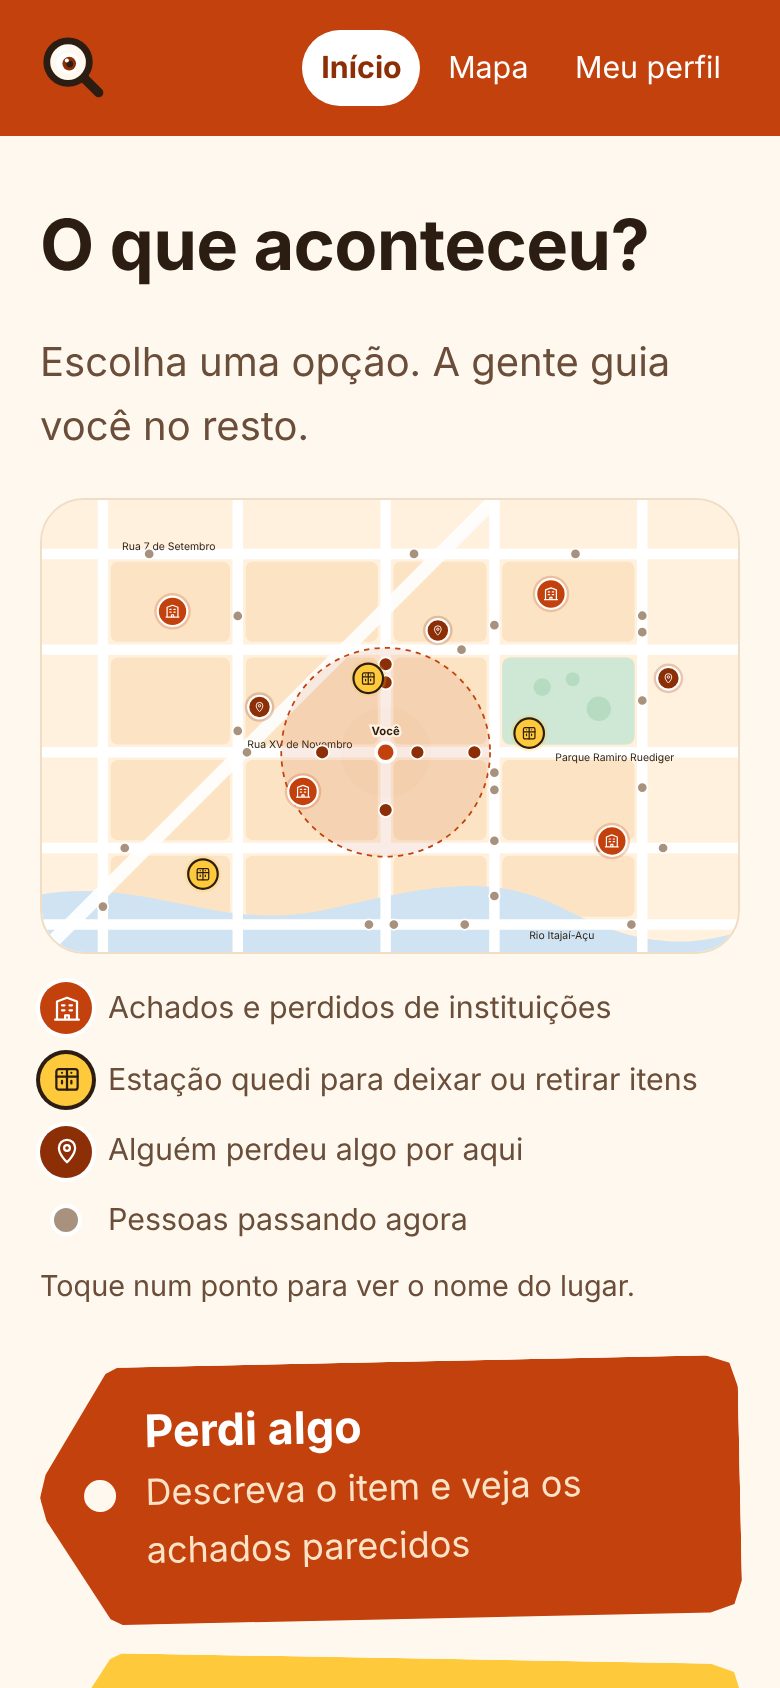 Início Mapa Meu perfil
O que aconteceu?
Escolha uma opção. A gente guia
você no resto.
Rua 7 de Setembro
Você
Rua XV de Novembro
Parque Ramiro Ruediger
Rio Itajaí-Açu
Achados e perdidos de instituições
Estação quedi para deixar ou retirar itens
Alguém perdeu algo por aqui
Pessoas passando agora
Toque num ponto para ver o nome do lugar.
Perdi algo
Descreva o item e veja os
achados parecidos